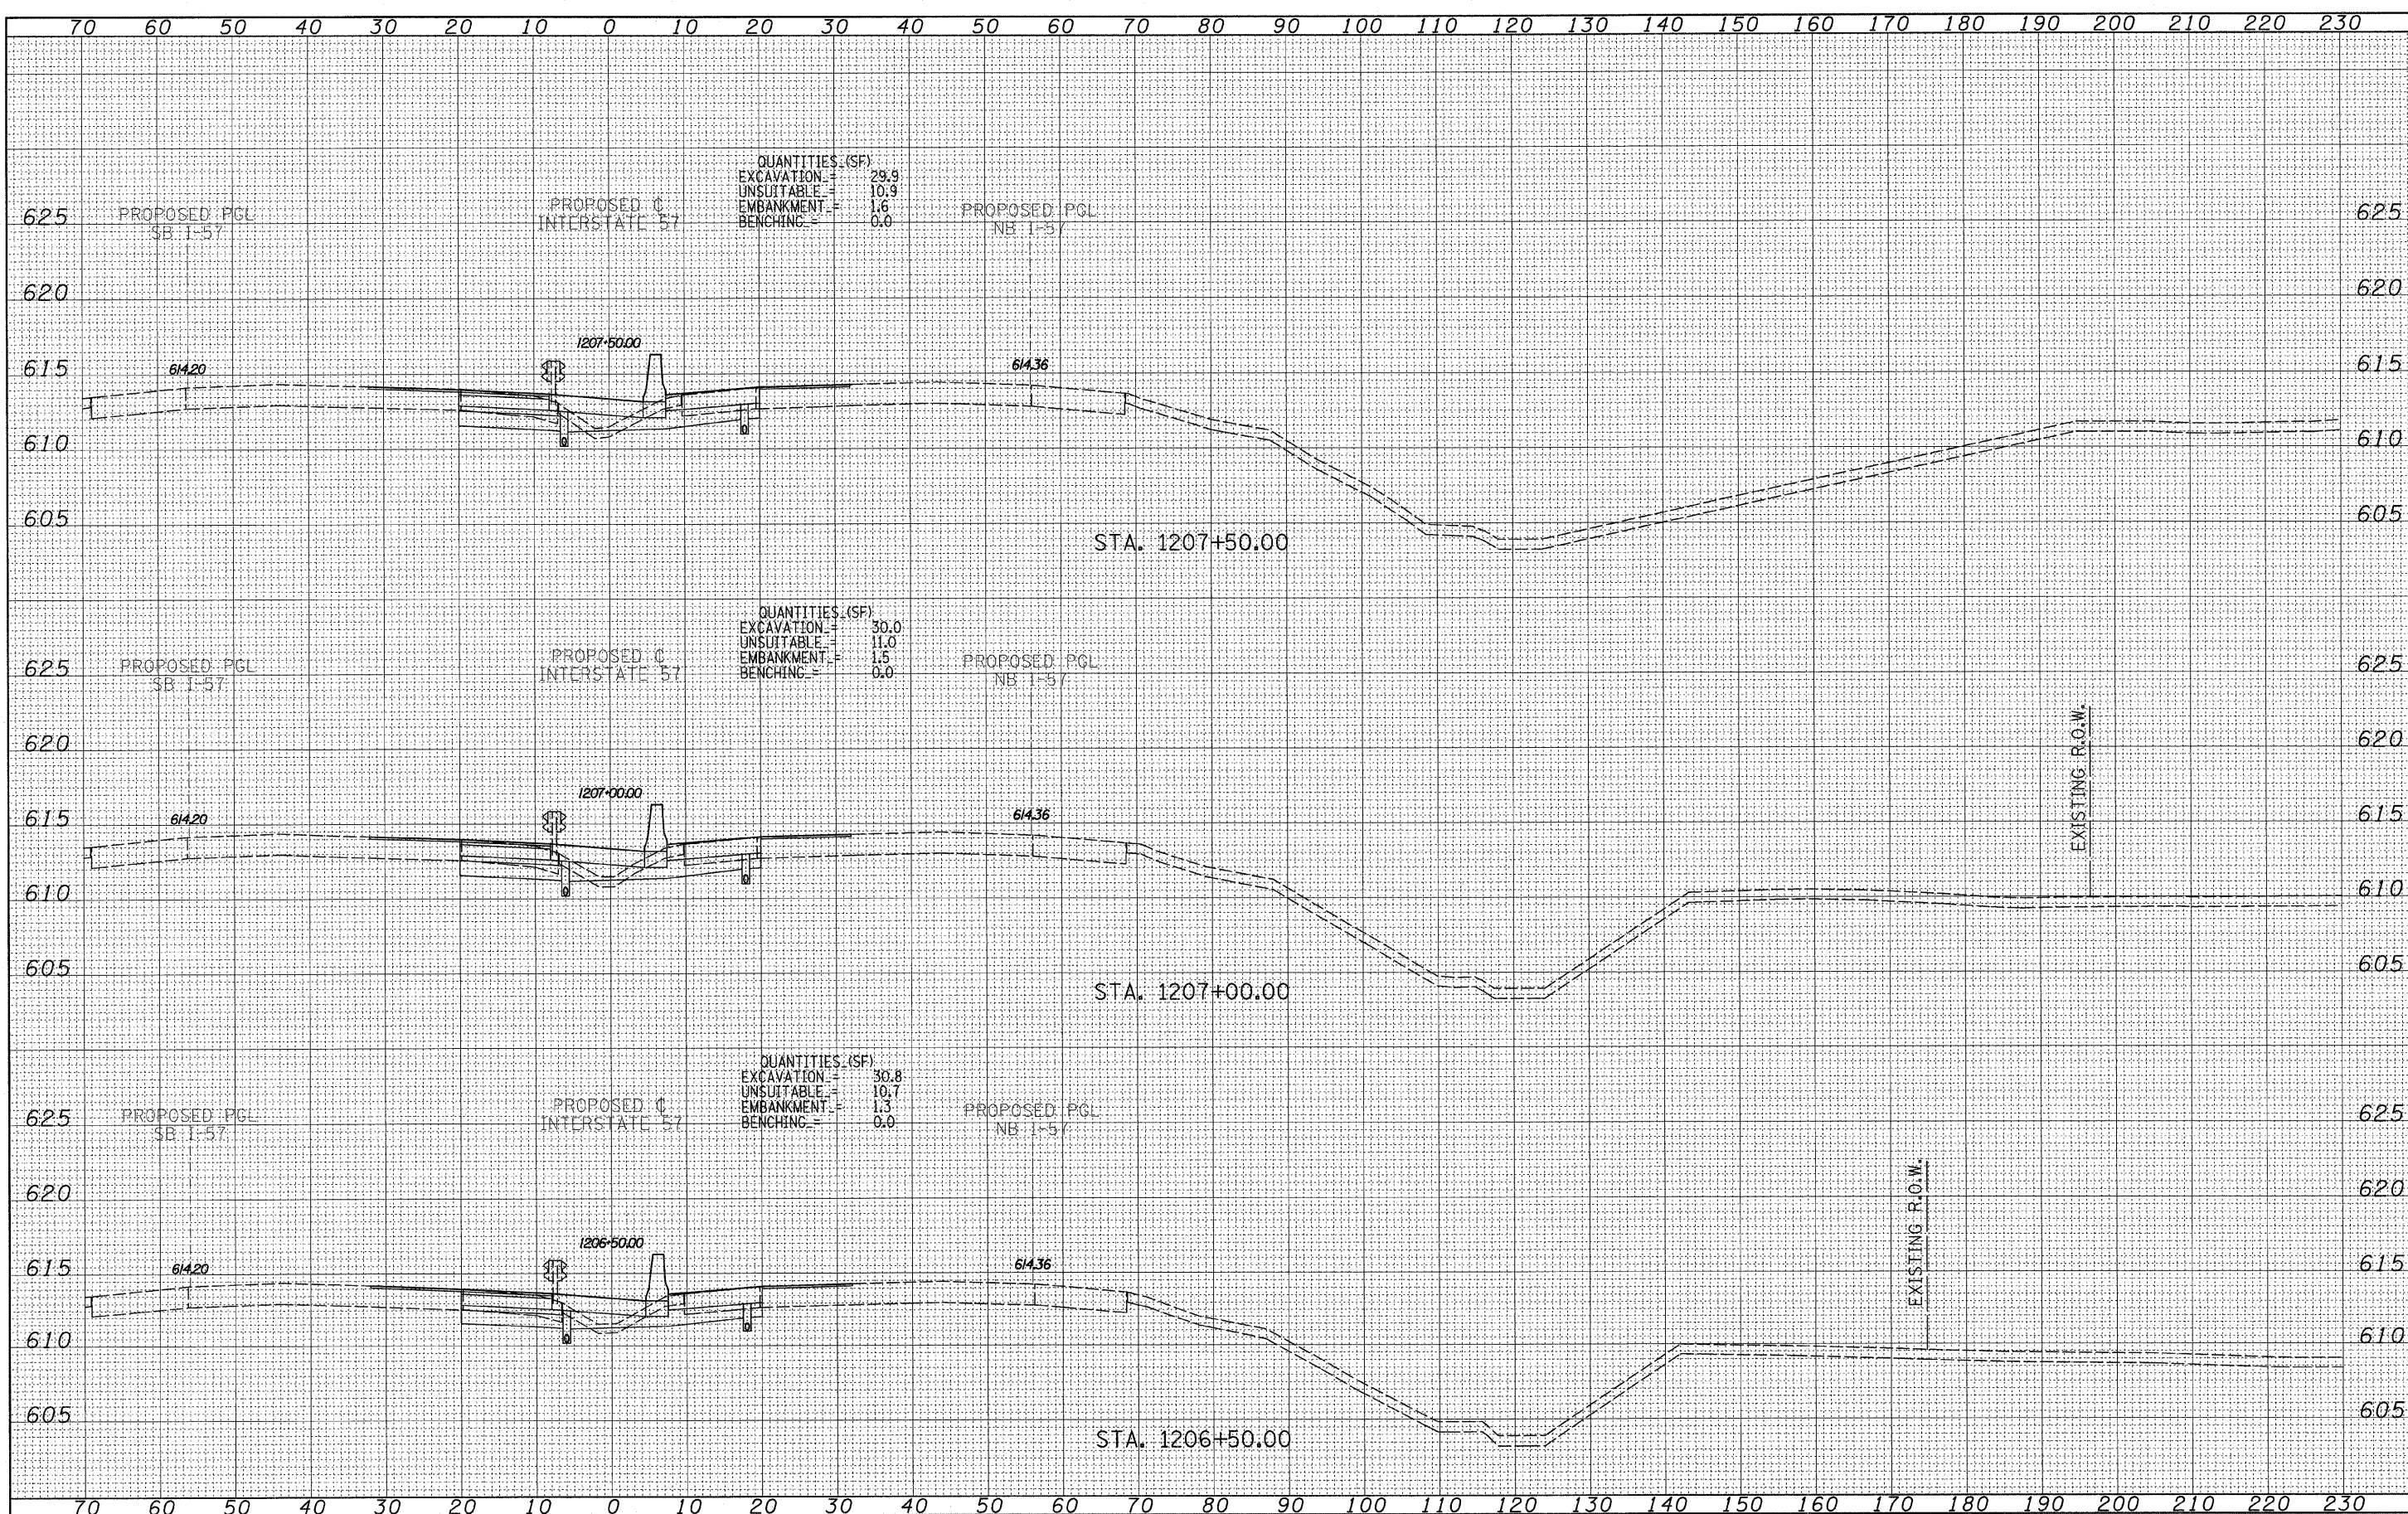 70 60 50 40 30 20 10 0 10 20 30 40 50 60 70 80 90 100 110 120 130 140 150 160 170 180 190 200 210 220 230
QUANTITIES (SF)
EXCAVATION = 29.9
UNSUITABLE = 10.9
EMBANKMENT = 1.6
BENCHING = 0.0
PROPOSED PGL
SB I-57
PROPOSED ℄
INTERSTATE 57
PROPOSED PGL
NB I-57
625 625
620 620
1207+50.00
615 614.20 614.36 615
610 610
605 605
STA. 1207+50.00
QUANTITIES (SF)
EXCAVATION = 30.0
UNSUITABLE = 11.0
EMBANKMENT = 1.5
BENCHING = 0.0
PROPOSED PGL
SB I-57
PROPOSED ℄
INTERSTATE 57
PROPOSED PGL
NB I-57
625 625
EXISTING R.O.W.
620 620
1207+00.00
615 614.20 614.36 615
610 610
605 605
STA. 1207+00.00
QUANTITIES (SF)
EXCAVATION = 30.8
UNSUITABLE = 10.7
EMBANKMENT = 1.3
BENCHING = 0.0
PROPOSED PGL
SB I-57
PROPOSED ℄
INTERSTATE 57
PROPOSED PGL
NB I-57
625 625
EXISTING R.O.W.
620 620
1206+50.00
615 614.20 614.36 615
610 610
605 605
STA. 1206+50.00
70 60 50 40 30 20 10 0 10 20 30 40 50 60 70 80 90 100 110 120 130 140 150 160 170 180 190 200 210 220 230